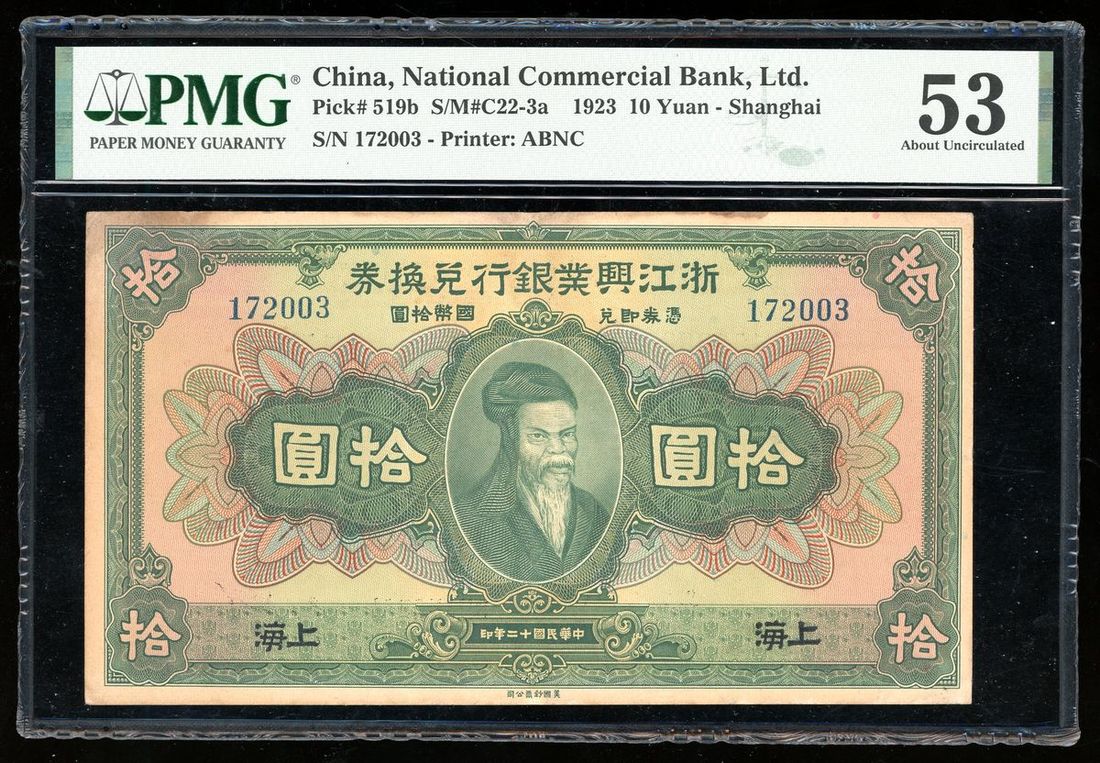 PMG®
PAPER MONEY GUARANTY
China, National Commercial Bank, Ltd.
Pick# 519b S/M#C22-3a 1923 10 Yuan - Shanghai
S/N 172003 - Printer: ABNC
53
About Uncirculated
拾
拾
浙江興業銀行兌換券
172003
172003
憑券即兌
國幣拾圓
拾圓
拾圓
上海
上海
中華民國十二年印
拾
拾
美國鈔票公司